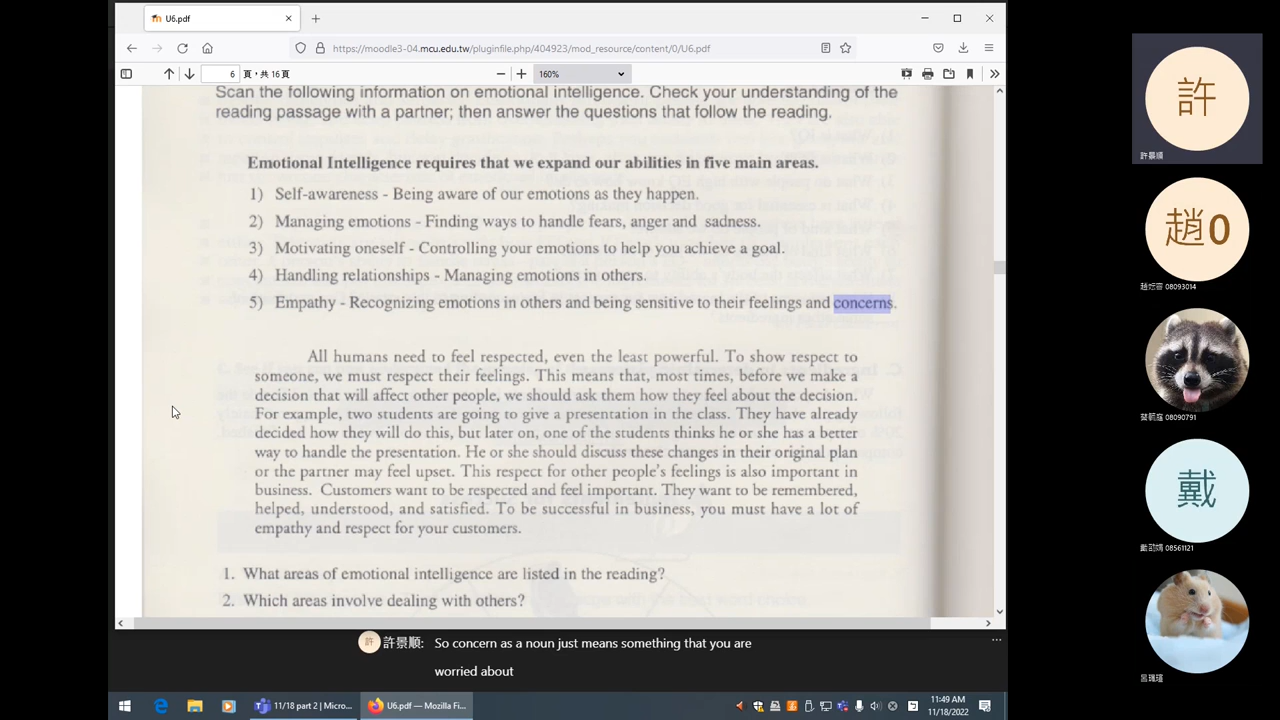 U6.pdf
https://moodle3-04.mcu.edu.tw/pluginfile.php/404923/mod_resource/content/0/U6.pdf
6 頁，共 16 頁
160%
Scan the following information on emotional intelligence. Check your understanding of the
reading passage with a partner; then answer the questions that follow the reading.
Emotional Intelligence requires that we expand our abilities in five main areas.
1) Self-awareness - Being aware of our emotions as they happen.
2) Managing emotions - Finding ways to handle fears, anger and sadness.
3) Motivating oneself - Controlling your emotions to help you achieve a goal.
4) Handling relationships - Managing emotions in others.
5) Empathy - Recognizing emotions in others and being sensitive to their feelings and concerns.
All humans need to feel respected, even the least powerful. To show respect to
someone, we must respect their feelings. This means that, most times, before we make a
decision that will affect other people, we should ask them how they feel about the decision.
For example, two students are going to give a presentation in the class. They have already
decided how they will do this, but later on, one of the students thinks he or she has a better
way to handle the presentation. He or she should discuss these changes in their original plan
or the partner may feel upset. This respect for other people's feelings is also important in
business. Customers want to be respected and feel important. They want to be remembered,
helped, understood, and satisfied. To be successful in business, you must have a lot of
empathy and respect for your customers.
1. What areas of emotional intelligence are listed in the reading?
2. Which areas involve dealing with others?
許
許景順: So concern as a noun just means something that you are
worried about
11/18 part 2 | Micro...
U6.pdf — Mozilla Fi...
11:49 AM
11/18/2022
許
許景順
趙0
08093014
08090791
戴
08561121